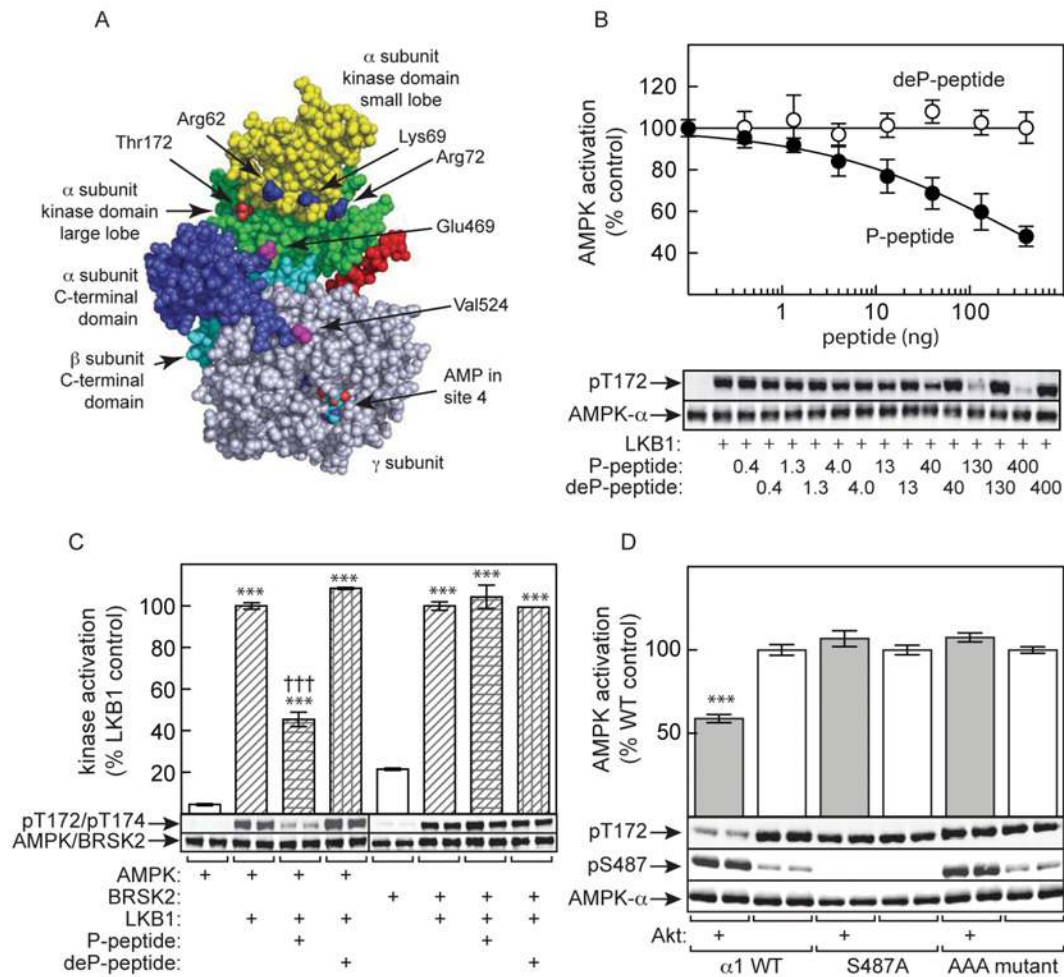 A
α subunit
kinase domain
small lobe
Arg62
Lys69
Thr172
Arg72
α subunit
kinase domain
large lobe
Glu469
α subunit
C-terminal
domain
Val524
β subunit
C-terminal
domain
AMP in
site 4
γ subunit
B
AMPK activation
(% control)
120
100
80
60
40
deP-peptide
P-peptide
1 10 100
peptide (ng)
pT172
AMPK-α
LKB1: + + + + + + + + + + + + + + +
P-peptide: 0.4 1.3 4.0 13 40 130 400
deP-peptide: 0.4 1.3 4.0 13 40 130 400
C
kinase activation
(% LKB1 control)
100
80
60
40
20
*** ††† *** *** *** *** ***
pT172/pT174
AMPK/BRSK2
AMPK: + + + +
BRSK2: + + + +
LKB1: + + + + + +
P-peptide: + +
deP-peptide: + +
D
AMPK activation
(% WT control)
100
50
***
pT172
pS487
AMPK-α
Akt: + + +
α1 WT S487A AAA mutant